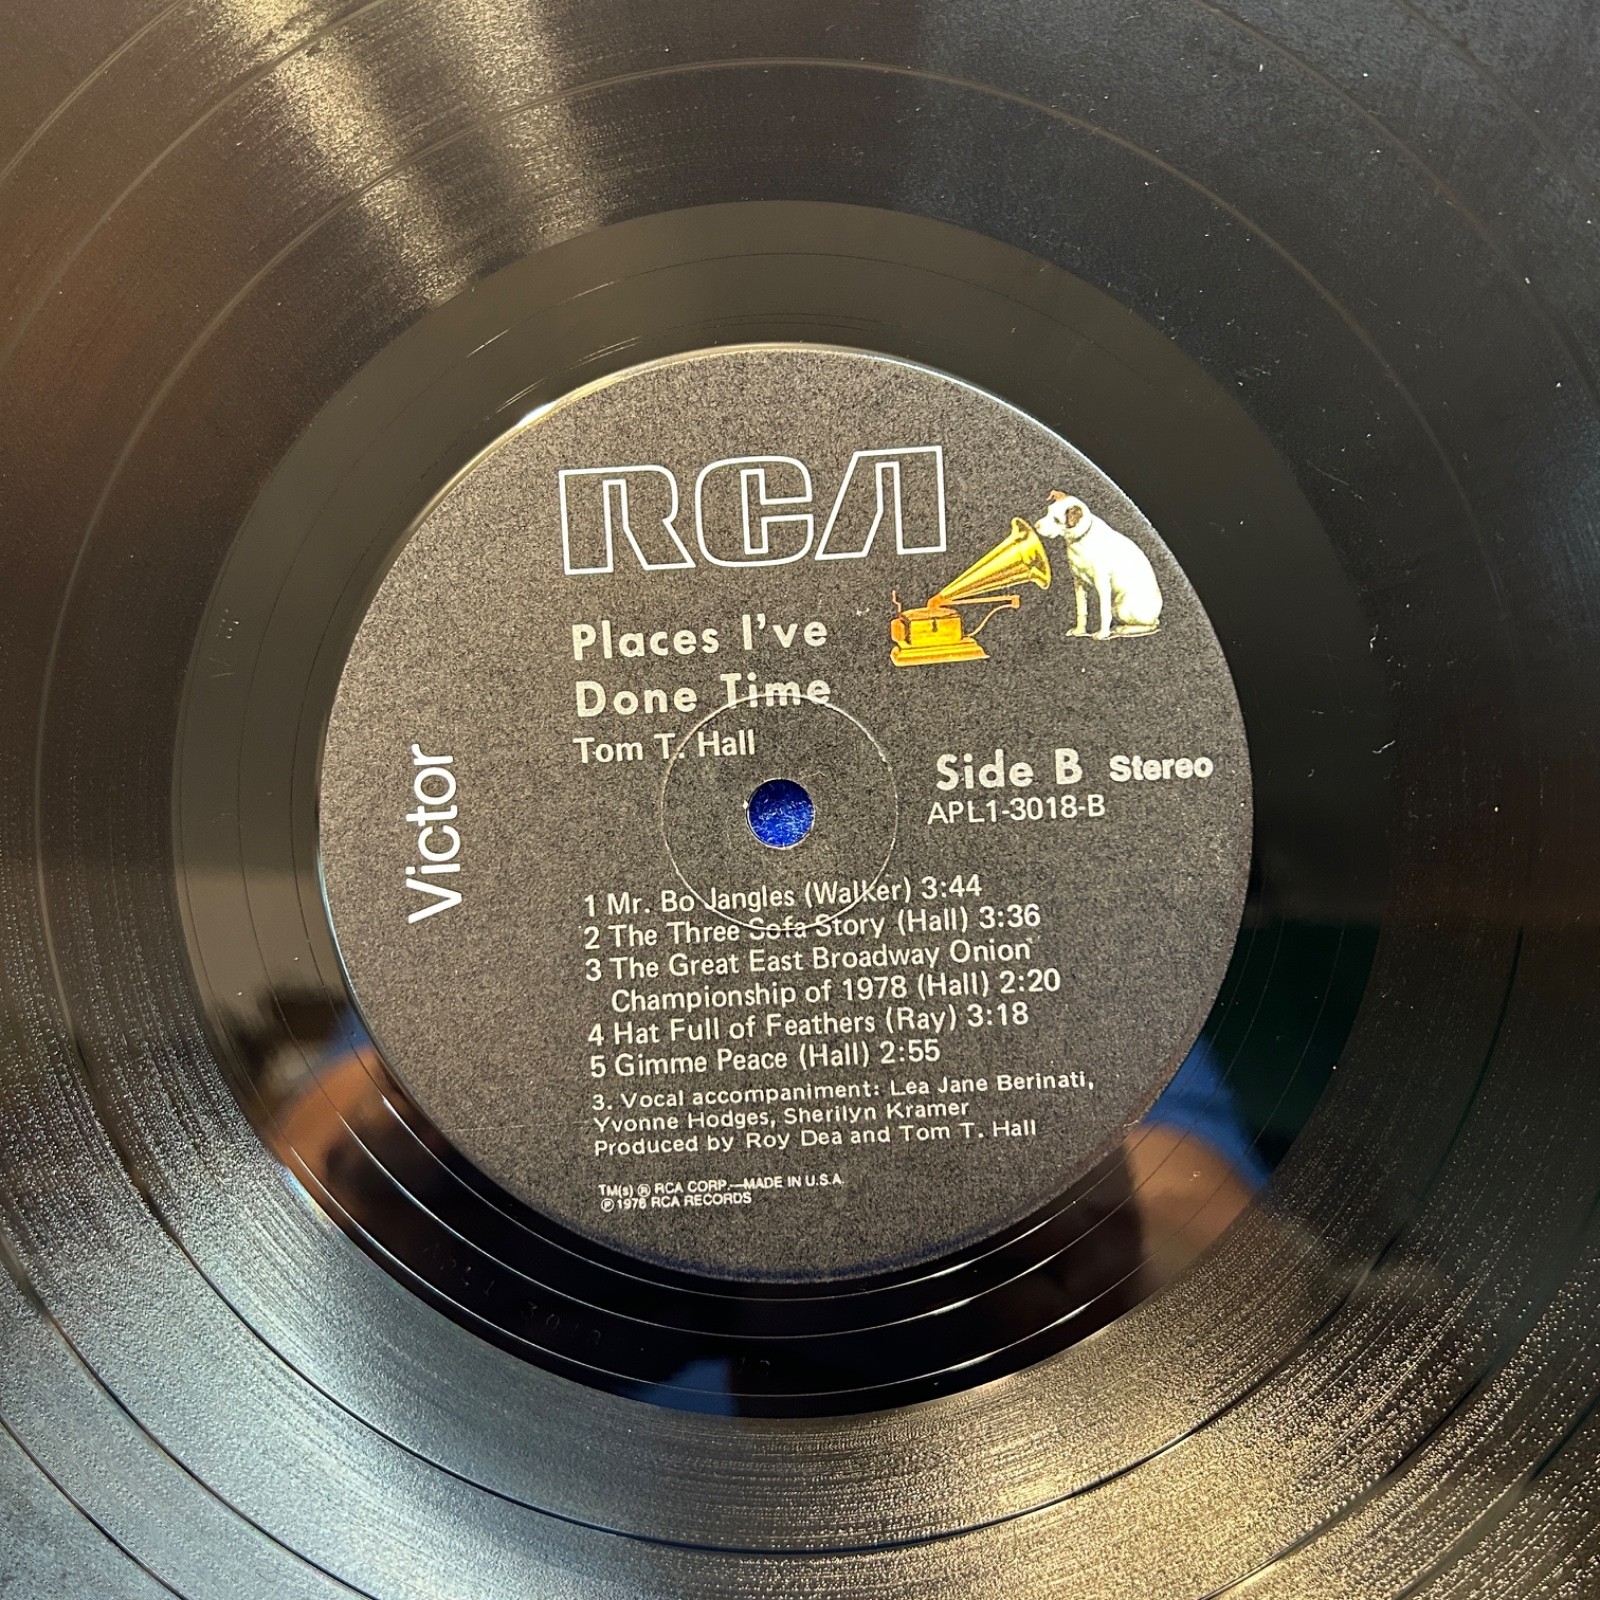 RCA
Places I've
Done Time
Tom T. Hall
Victor
Side B Stereo
APL1-3018-B
1 Mr. Bo Jangles (Walker) 3:44
2 The Three Sofa Story (Hall) 3:36
3 The Great East Broadway Onion
Championship of 1978 (Hall) 2:20
4 Hat Full of Feathers (Ray) 3:18
5 Gimme Peace (Hall) 2:55
3. Vocal accompaniment: Lea Jane Berinati,
Yvonne Hodges, Sherilyn Kramer
Produced by Roy Dea and Tom T. Hall
TM(s) ® RCA CORP.—MADE IN U.S.A.
℗ 1978 RCA RECORDS